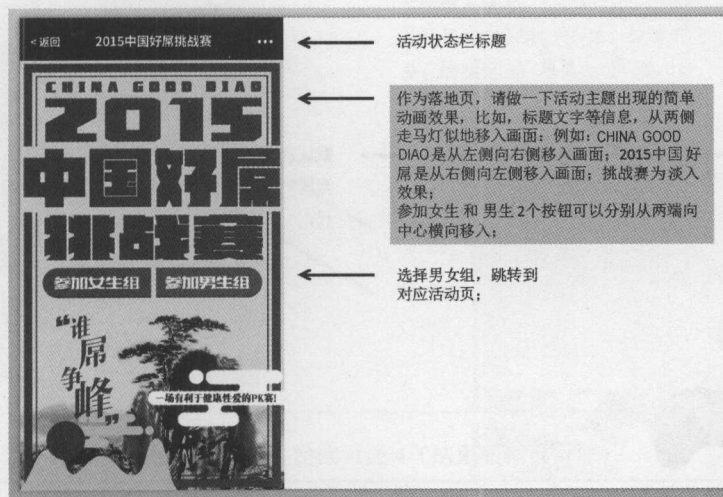 <返回 2015中国好屌挑战赛 •••
CHINA GOOD DIAO
2015
中国好屌
挑战赛
参加女生组 参加男生组
“谁
屌
争
峰”
一场有利于健康性爱的PK赛!
活动状态栏标题
作为落地页，请做一下活动主题出现的简单
动画效果，比如，标题文字等信息，从两侧
走马灯似地移入画面：例如：CHINA GOOD
DIAO是从左侧向右侧移入画面；2015中国好
屌是从右侧向左侧移入画面；挑战赛为淡入
效果；
参加女生 和 男生 2个按钮可以分别从两端向
中心横向移入；
选择男女组，跳转到
对应活动页；